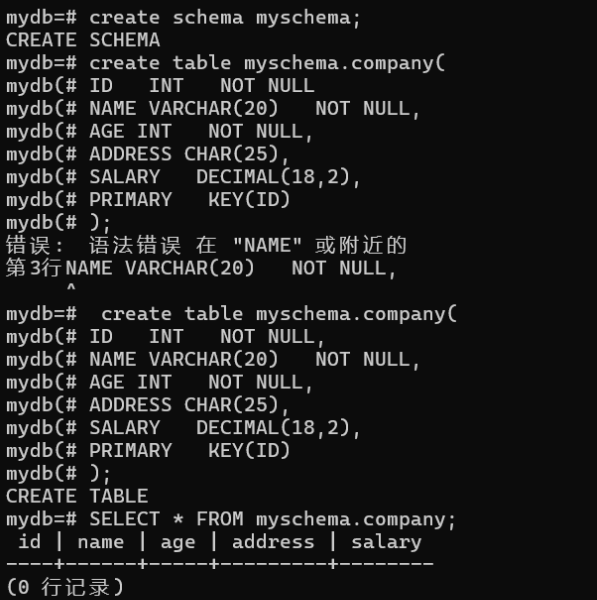 mydb=# create schema myschema;
CREATE SCHEMA
mydb=# create table myschema.company(
mydb(# ID   INT   NOT NULL
mydb(# NAME VARCHAR(20)   NOT NULL,
mydb(# AGE INT   NOT NULL,
mydb(# ADDRESS CHAR(25),
mydb(# SALARY   DECIMAL(18,2),
mydb(# PRIMARY   KEY(ID)
mydb(# );
错误:  语法错误 在 "NAME" 或附近的
第3行NAME VARCHAR(20)   NOT NULL,
     ^
mydb=#  create table myschema.company(
mydb(# ID   INT   NOT NULL,
mydb(# NAME VARCHAR(20)   NOT NULL,
mydb(# AGE INT   NOT NULL,
mydb(# ADDRESS CHAR(25),
mydb(# SALARY   DECIMAL(18,2),
mydb(# PRIMARY   KEY(ID)
mydb(# );
CREATE TABLE
mydb=# SELECT * FROM myschema.company;
 id | name | age | address | salary
----+------+-----+---------+--------
(0 行记录)